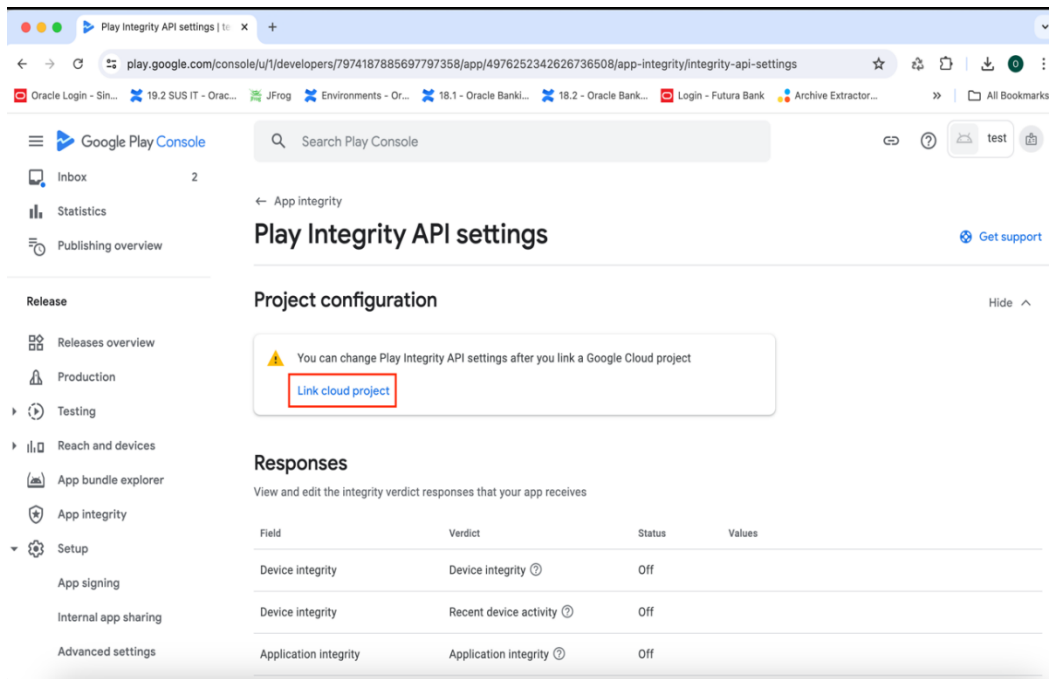 Play Integrity API settings | te
play.google.com/console/u/1/developers/7974187885697797358/app/4976252342626736508/app-integrity/integrity-api-settings
O
Oracle Login - Sin...
19.2 SUS IT - Orac...
JFrog
Environments - Or...
18.1 - Oracle Banki...
18.2 - Oracle Bank...
Login - Futura Bank
Archive Extractor...
»
All Bookmarks
Google Play Console
Search Play Console
test
Inbox 2
Statistics
Publishing overview
Release
Releases overview
Production
Testing
Reach and devices
App bundle explorer
App integrity
Setup
App signing
Internal app sharing
Advanced settings
← App integrity
Play Integrity API settings
Get support
Project configuration
Hide
You can change Play Integrity API settings after you link a Google Cloud project
Link cloud project
Responses
View and edit the integrity verdict responses that your app receives
Field Verdict Status Values
Device integrity Device integrity Off
Device integrity Recent device activity Off
Application integrity Application integrity Off